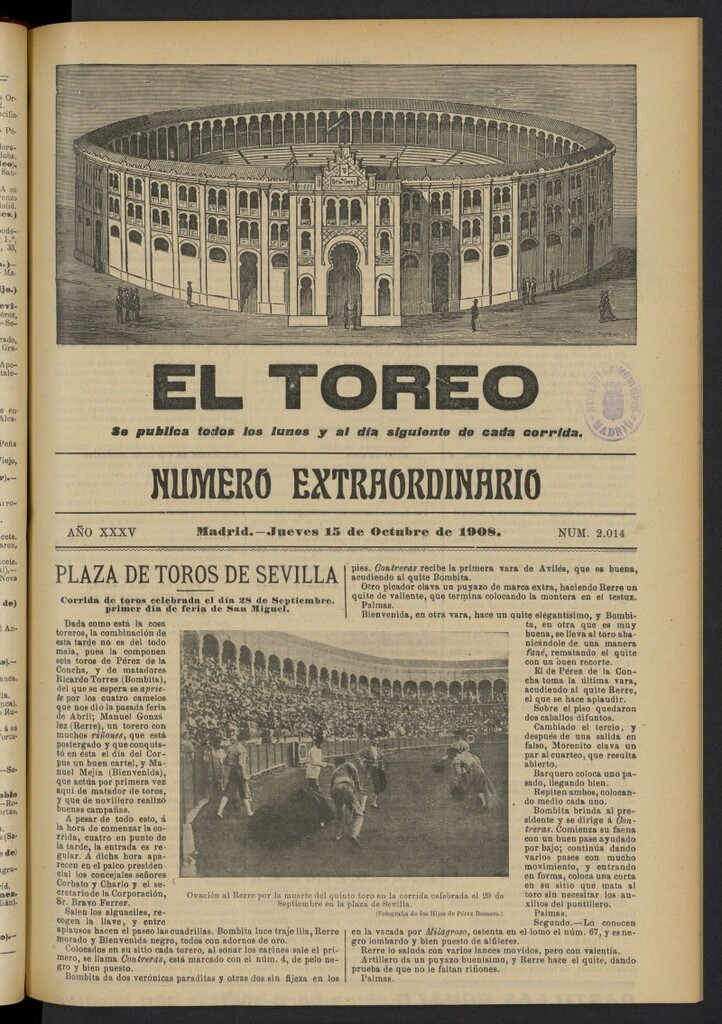 EL TOREO
Se publica todos los lunes y al día siguiente de cada corrida.
NUMERO EXTRAORDINARIO
AÑO XXXV
Madrid.—Jueves 15 de Octubre de 1908.
NUM. 2.014
MADRID
PLAZA DE TOROS DE SEVILLA
Corrida de toros celebrada el día 28 de Septiembre,
primer día de feria de San Miguel.
Dada como está la cosa
toreros, la combinación de
esta tarde no es del todo
mala, pues la componen
seis toros de Pérez de la
Concha, y de matadores
Ricardo Torres (Bombita),
del que se espera se aprie-
te por los cuatro camelos
que nos dió la pasada feria
de Abril; Manuel Gonzá
lez (Rerre), un torero con
muchos riñones, que está
postergado y que conquis-
tó en esta el día del Cor-
pus un buen cartel, y Ma-
nuel Mejía (Bienvenida),
que actúa por primera vez
aquí de matador de toros,
y que de novillero realizó
buenas campañas.
A pesar de todo esto, á
la hora de comenzar la co-
rrida, cuatro en punto de
la tarde, la entrada es re-
gular. A dicha hora apare-
cen en el palco presiden-
cial los concejales señores
Corbato y Charlo y el se-
cretario de la Corporación,
Sr. Bravo Ferrer.
Salen los alguaciles, re-
cogen la llave, y entre
aplausos hacen el paseo las cuadrillas. Bombita luce traje lila, Rerre
morado y Bienvenida negro, todos con adornos de oro.
Colocados en su sitio cada torero, al sonar los carines sale el pri-
mero, se llama Contreras, está marcado con el núm. 4, de pelo ne-
gro y bien puesto.
Bombita da dos verónicas paraditas y otras dos sin fijeza en los
Ovación al Rerre por la muerte del quinto toro en la corrida celebrada el 29 de
Septiembre en la plaza de Sevilla.
(Fotografía de los Hijos de Pérez Romero.)
pies. Contreras recibe la primera vara de Avilés, que es buena,
acudiendo al quite Bombita.
Otro picador clava un puyazo de marca extra, haciendo Rerre un
quite de valiente, que termina colocando la montera en el testuz.
Palmas.
Bienvenida, en otra vara, hace un quite elegantísimo, y Bombi-
ta, en otra que es muy
buena, se lleva al toro aba-
nicándole de una manera
fané, rematando el quite
con un buen recorte.
El de Pérez de la Con-
cha toma la última vara,
acudiendo al quite Rerre,
el que se hace aplaudir.
Sobre el piso quedaron
dos caballos difuntos.
Cambiado el tercio, y
después de una salida en
falso, Morenito clava un
par al cuarteo, que resulta
abierto.
Barquero coloca uno pa-
sado, llegando bien.
Repiten ambos, colocan-
do medio cada uno.
Bombita brinda al pre-
sidente y se dirige á Con-
treras. Comienza su faena
con un buen pase ayudado
por bajo; continúa dando
varios pases con mucho
movimiento, y entrando
en forma, coloca una corta
en su sitio que mata al
toro sin necesitar los au-
xilios del puntillero.
Palmas.
Segundo.—Lo conocen
en la vacada por Milagroso, ostenta en el lomo el núm. 67, y es ne-
gro lombardo y bien puesto de alfileres.
Rerre lo saluda con varios lances movidos, pero con valentía.
Artillero da un puyazo buenísimo, y Rerre hace el quite, dando
prueba de que no le faltan riñones.
Palmas.